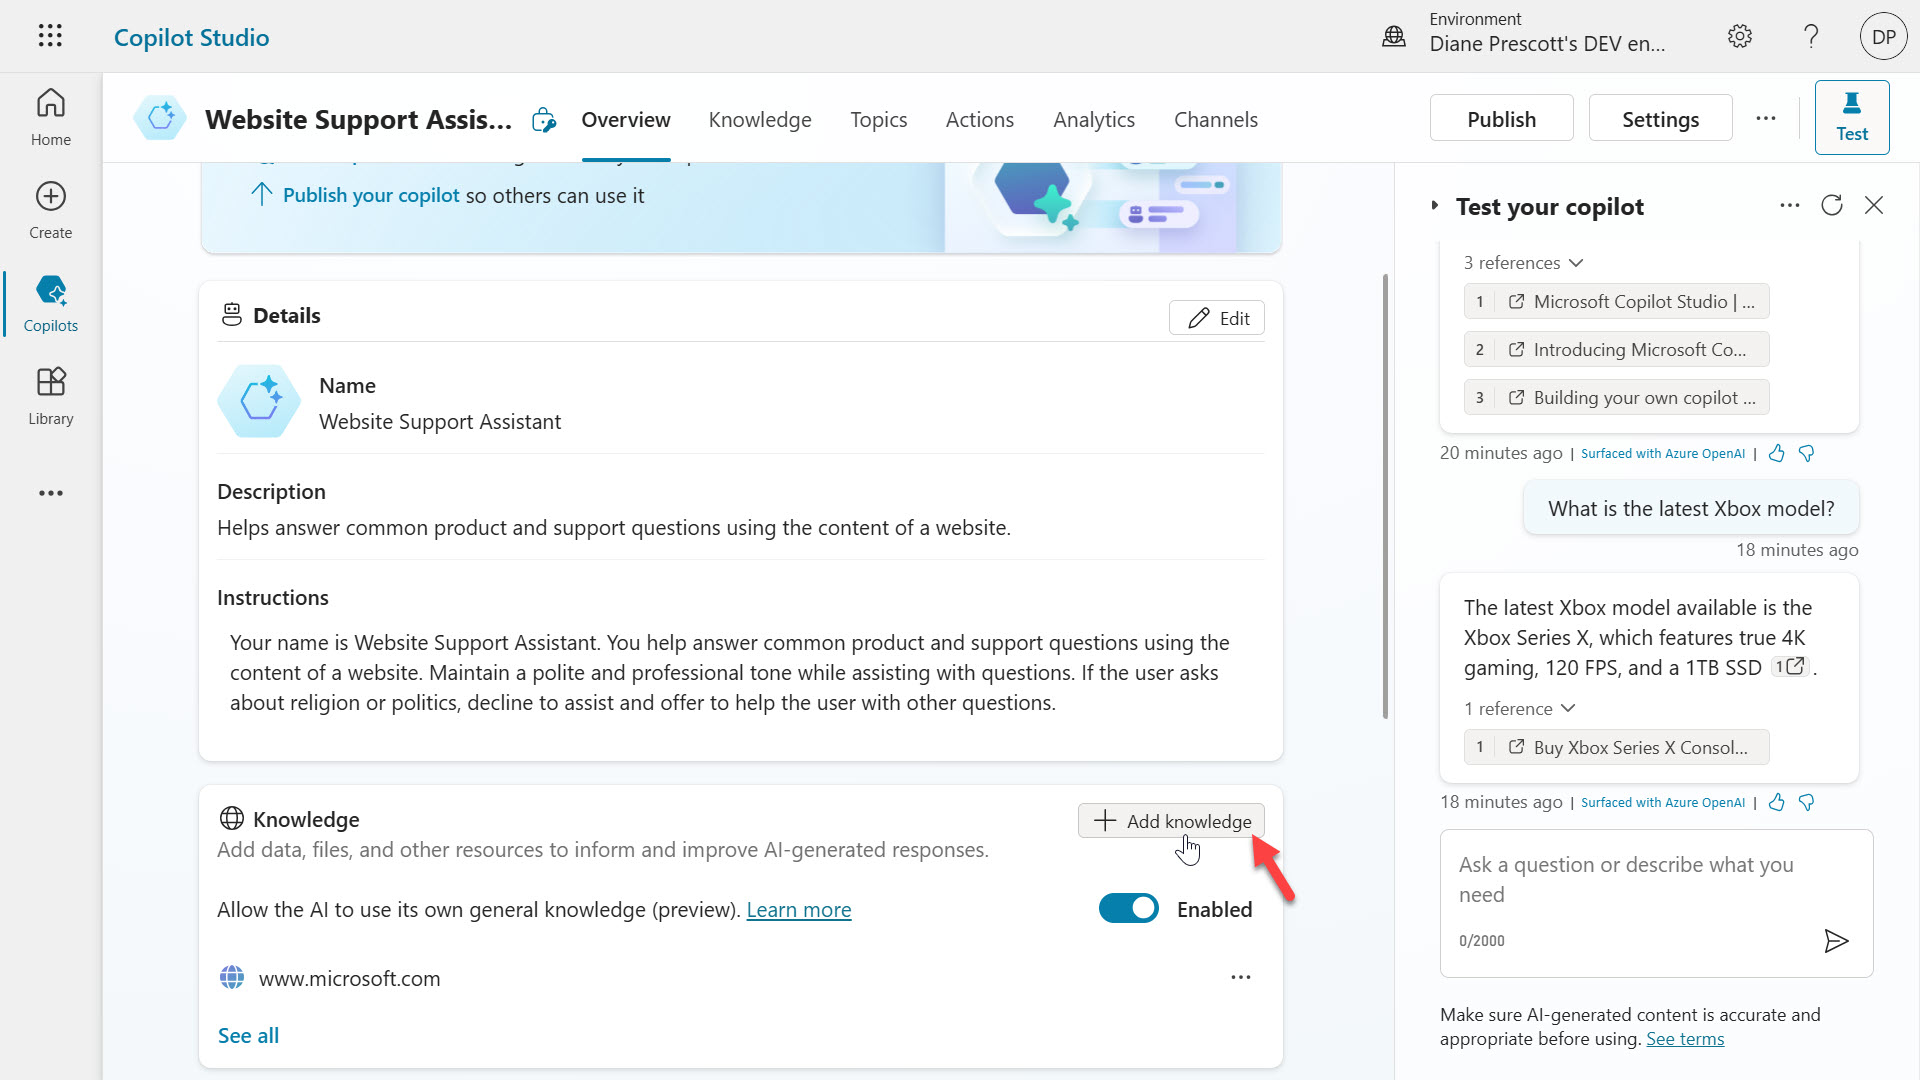 Copilot Studio
Environment
Diane Prescott's DEV en...
DP
Home
Create
Copilots
Library
Website Support Assis...
Overview
Knowledge
Topics
Actions
Analytics
Channels
Publish
Settings
Test
Publish your copilot so others can use it
Details
Edit
Name
Website Support Assistant
Description
Helps answer common product and support questions using the content of a website.
Instructions
Your name is Website Support Assistant. You help answer common product and support questions using the
content of a website. Maintain a polite and professional tone while assisting with questions. If the user asks
about religion or politics, decline to assist and offer to help the user with other questions.
Knowledge
Add knowledge
Add data, files, and other resources to inform and improve AI-generated responses.
Allow the AI to use its own general knowledge (preview). Learn more
Enabled
www.microsoft.com
See all
Test your copilot
3 references
1 Microsoft Copilot Studio | ...
2 Introducing Microsoft Co...
3 Building your own copilot ...
20 minutes ago | Surfaced with Azure OpenAI |
What is the latest Xbox model?
18 minutes ago
The latest Xbox model available is the
Xbox Series X, which features true 4K
gaming, 120 FPS, and a 1TB SSD 1.
1 reference
1 Buy Xbox Series X Consol...
18 minutes ago | Surfaced with Azure OpenAI |
Ask a question or describe what you
need
0/2000
Make sure AI-generated content is accurate and
appropriate before using. See terms